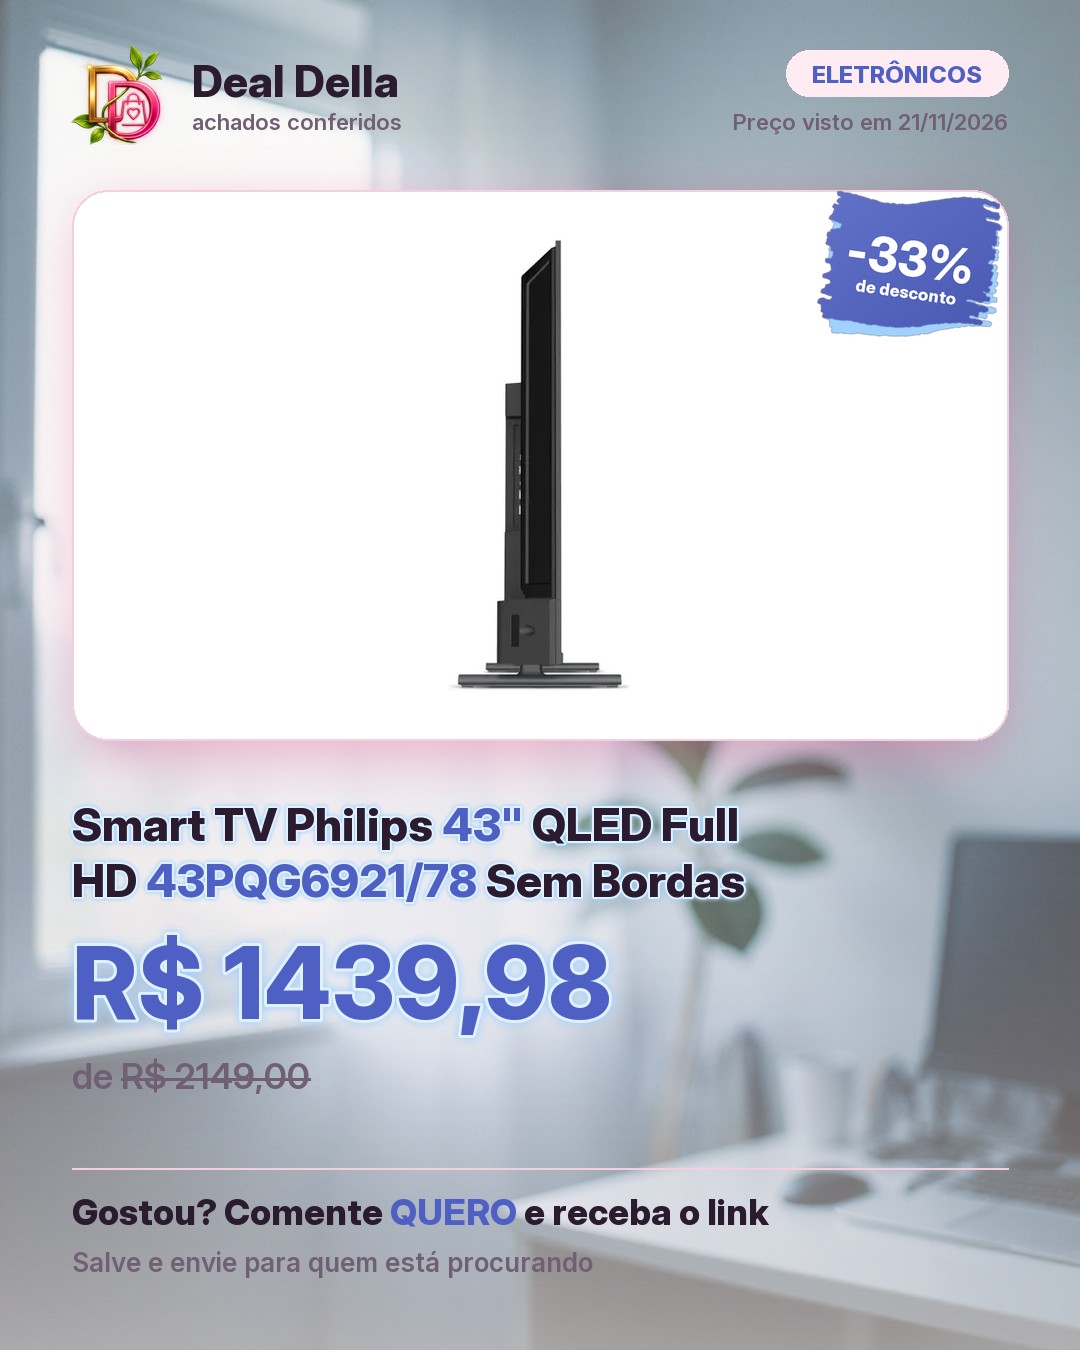 Deal Della
achados conferidos
ELETRÔNICOS
Preço visto em 21/11/2026
-33%
de desconto
Smart TV Philips 43" QLED Full
HD 43PQG6921/78 Sem Bordas
R$ 1439,98
de R$ 2149,00
Gostou? Comente QUERO e receba o link
Salve e envie para quem está procurando